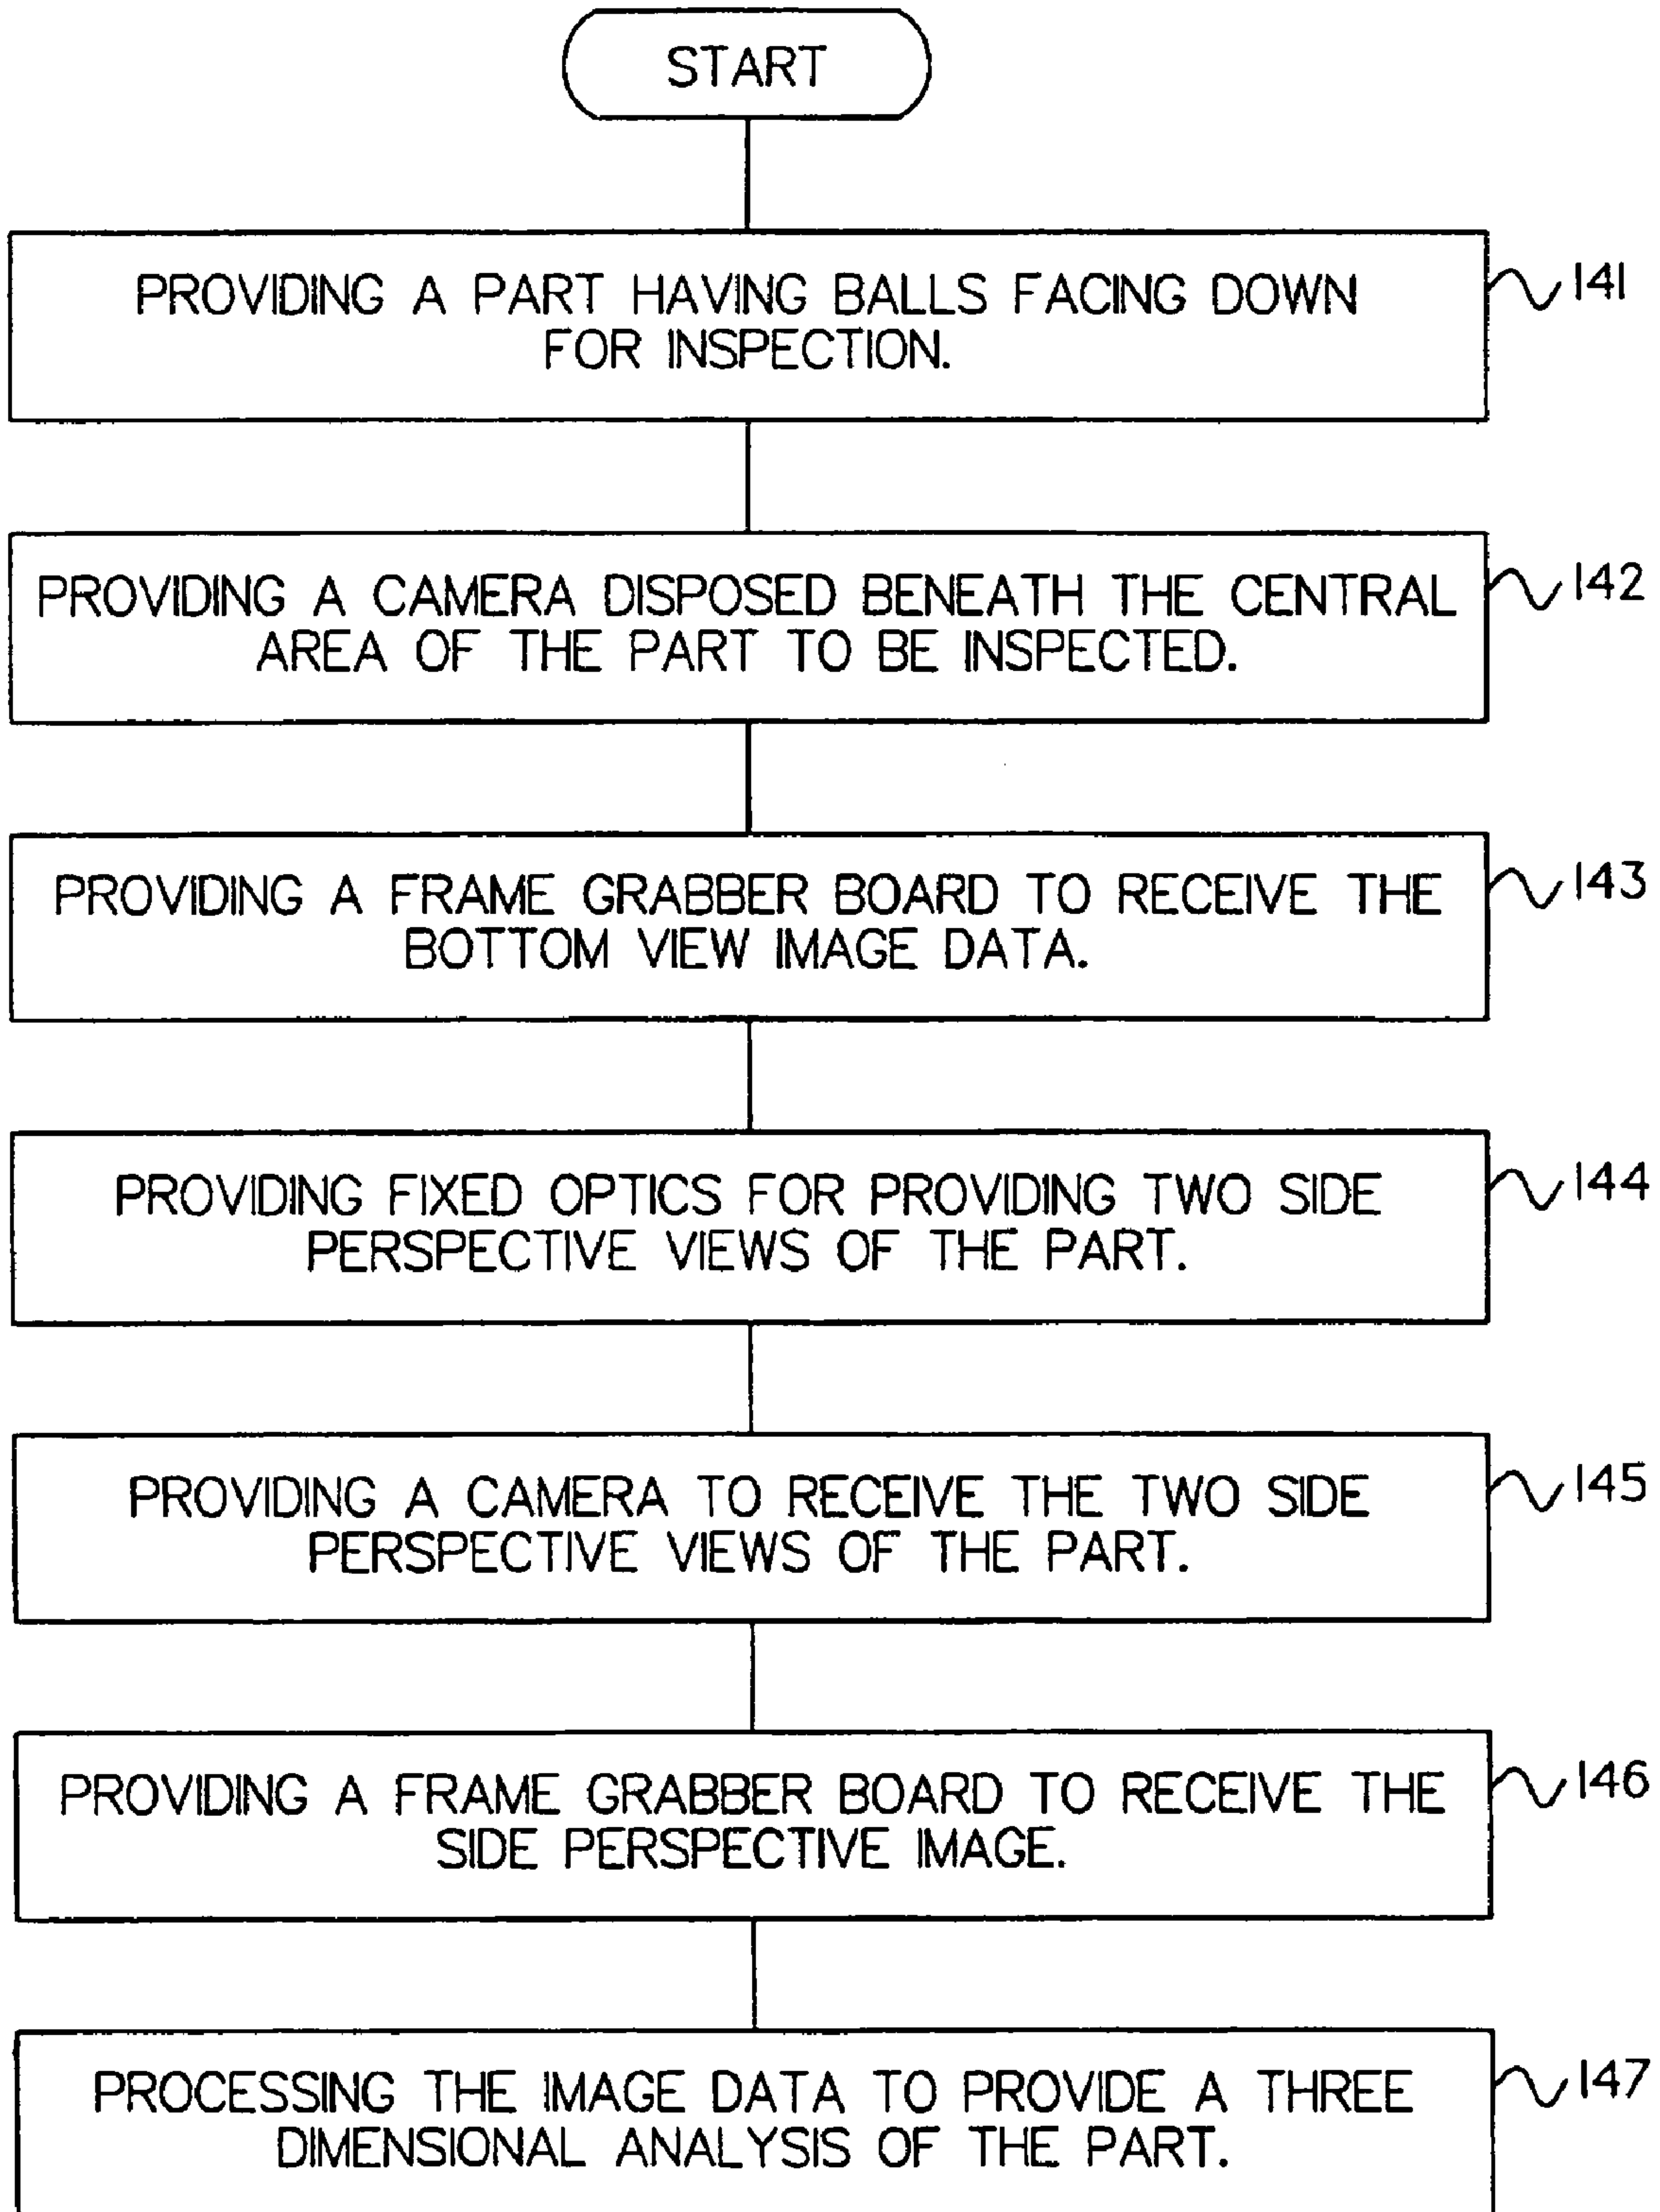 START
PROVIDING A PART HAVING BALLS FACING DOWN
FOR INSPECTION.
141
PROVIDING A CAMERA DISPOSED BENEATH THE CENTRAL
AREA OF THE PART TO BE INSPECTED.
142
PROVIDING A FRAME GRABBER BOARD TO RECEIVE THE
BOTTOM VIEW IMAGE DATA.
143
PROVIDING FIXED OPTICS FOR PROVIDING TWO SIDE
PERSPECTIVE VIEWS OF THE PART.
144
PROVIDING A CAMERA TO RECEIVE THE TWO SIDE
PERSPECTIVE VIEWS OF THE PART.
145
PROVIDING A FRAME GRABBER BOARD TO RECEIVE THE
SIDE PERSPECTIVE IMAGE.
146
PROCESSING THE IMAGE DATA TO PROVIDE A THREE
DIMENSIONAL ANALYSIS OF THE PART.
147